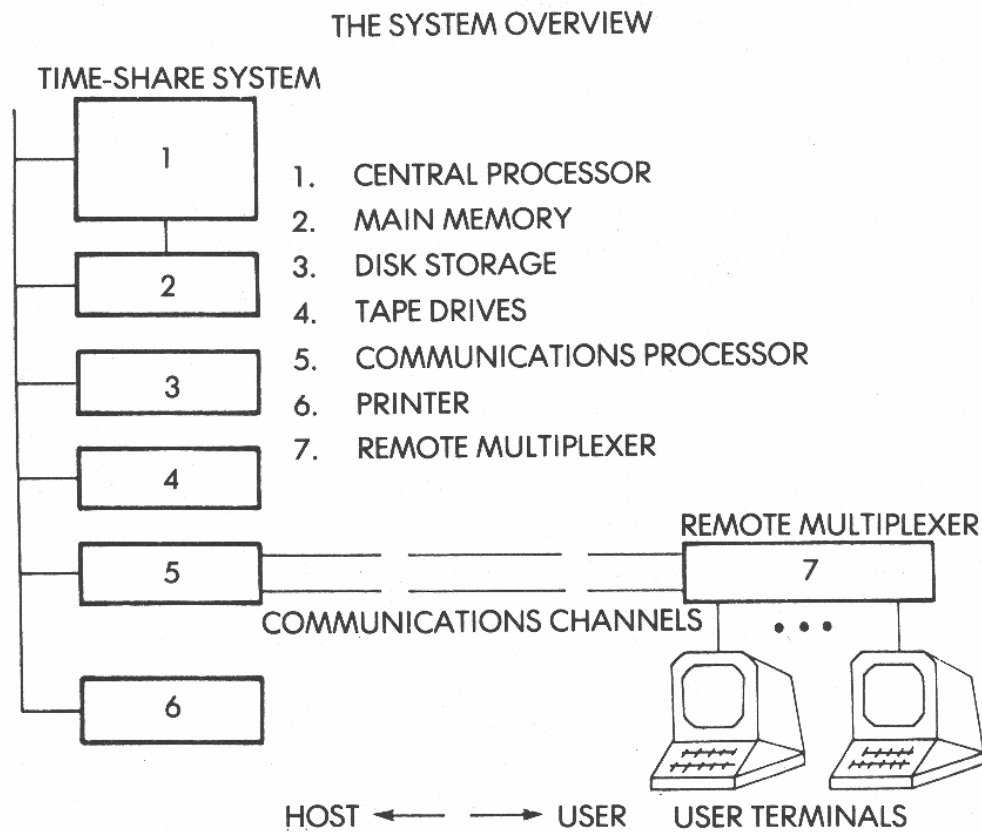 THE SYSTEM OVERVIEW
TIME-SHARE SYSTEM
1
2
3
4
5
6
1. CENTRAL PROCESSOR
2. MAIN MEMORY
3. DISK STORAGE
4. TAPE DRIVES
5. COMMUNICATIONS PROCESSOR
6. PRINTER
7. REMOTE MULTIPLEXER
REMOTE MULTIPLEXER
7
COMMUNICATIONS CHANNELS
HOST ← → USER
USER TERMINALS